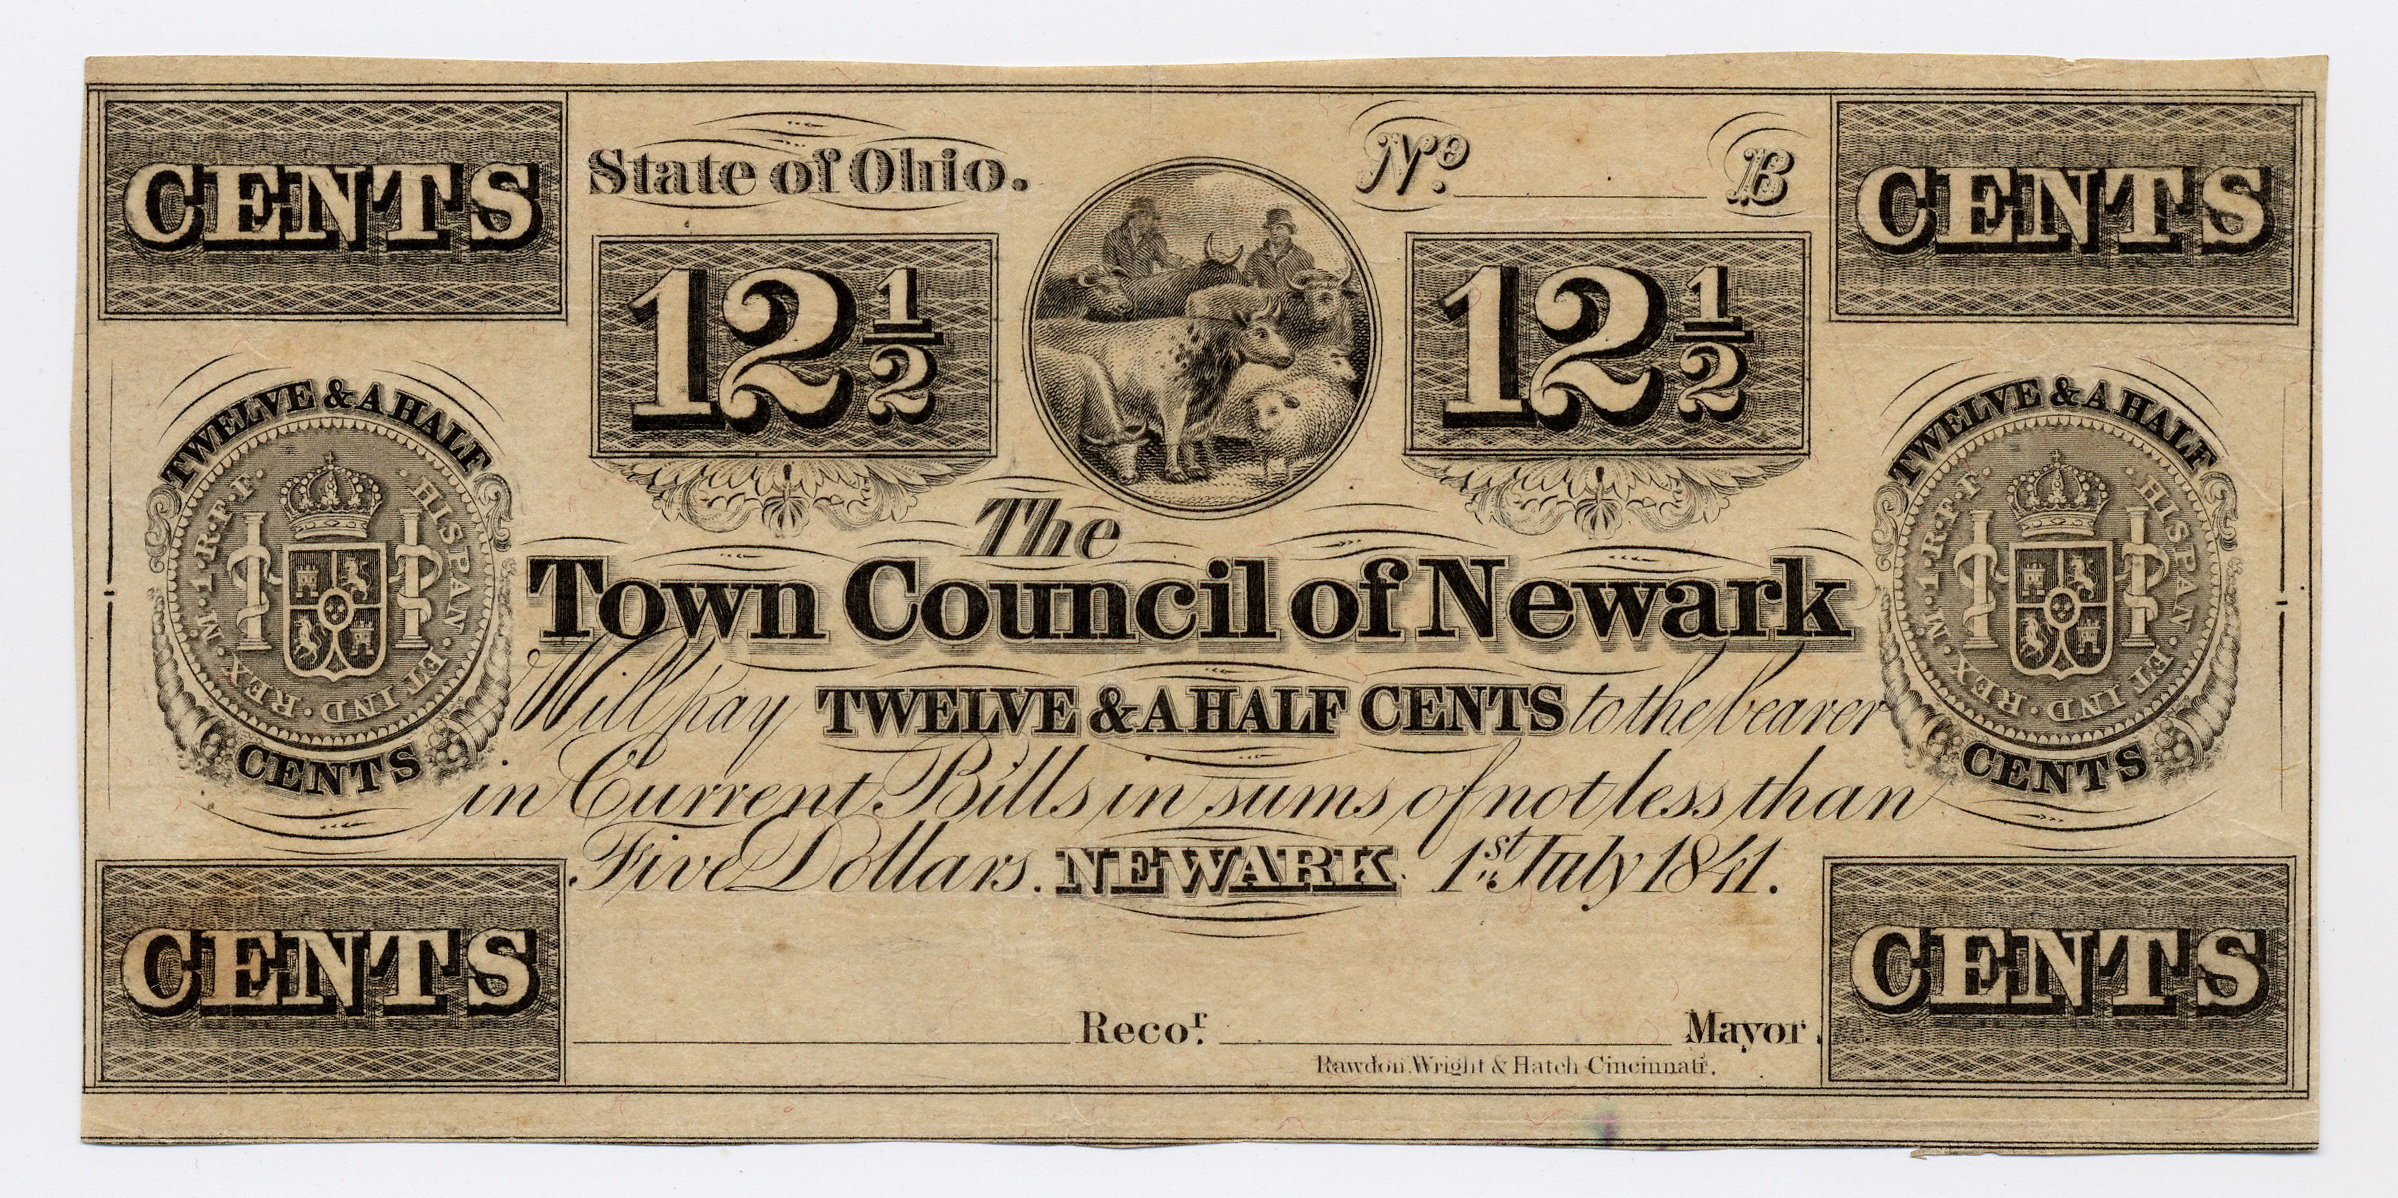 CENTS
State of Ohio.
Nº. B
CENTS
12 1/2
12 1/2
TWELVE & A HALF
M. 1. R. F. F. · HISPAN · ET IND · REX ·
CENTS
TWELVE & A HALF
M. 1. R. F. F. · HISPAN · ET IND · REX ·
CENTS
The
Town Council of Newark
Will pay TWELVE & A HALF CENTS to the bearer
in Current Bills in sums of not less than
Five Dollars. NEWARK. 1st July 1841.
CENTS
Recor. Mayor.
Rawdon, Wright & Hatch Cincinnati.
CENTS